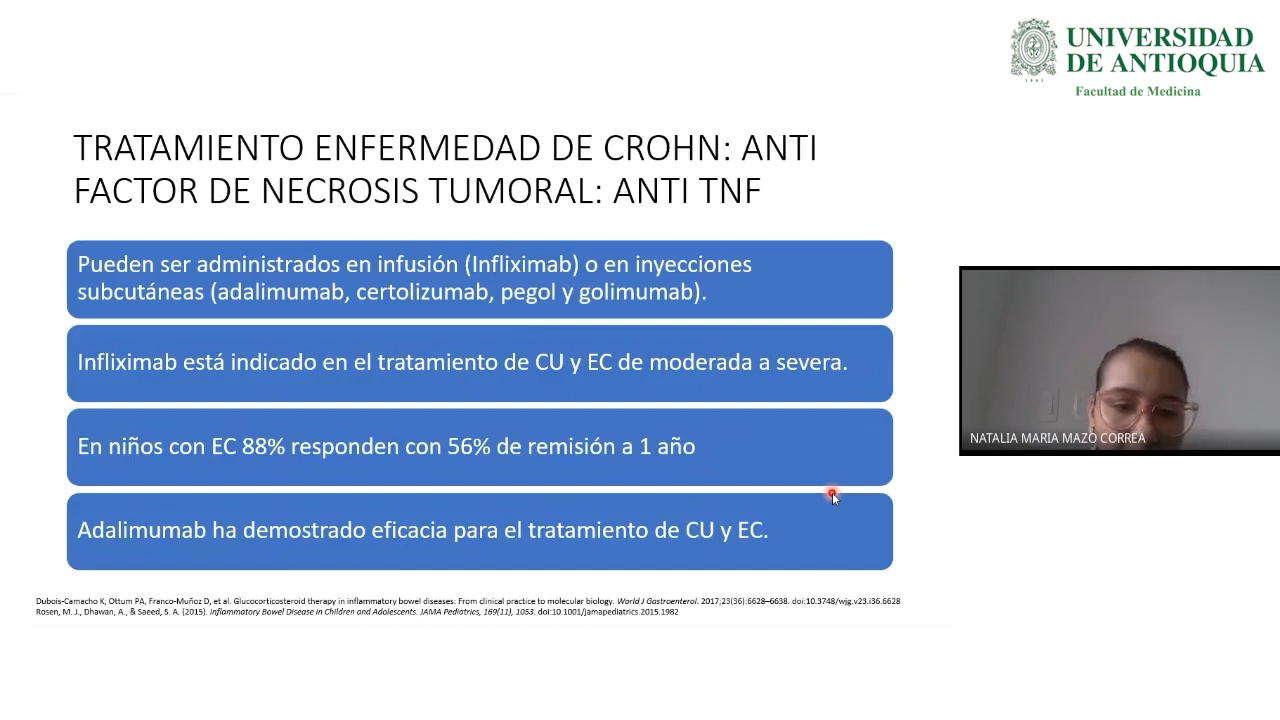 UNIVERSIDAD
DE ANTIOQUIA
1803
Facultad de Medicina
TRATAMIENTO ENFERMEDAD DE CROHN: ANTI
FACTOR DE NECROSIS TUMORAL: ANTI TNF
Pueden ser administrados en infusión (Infliximab) o en inyecciones
subcutáneas (adalimumab, certolizumab, pegol y golimumab).
Infliximab está indicado en el tratamiento de CU y EC de moderada a severa.
En niños con EC 88% responden con 56% de remisión a 1 año
Adalimumab ha demostrado eficacia para el tratamiento de CU y EC.
NATALIA MARIA MAZO CORREA
Dubois-Camacho K, Ottum PA, Franco-Muñoz D, et al. Glucocorticosteroid therapy in inflammatory bowel diseases: From clinical practice to molecular biology. World J Gastroenterol. 2017;23(36):6628–6638. doi:10.3748/wjg.v23.i36.6628
Rosen, M. J., Dhawan, A., & Saeed, S. A. (2015). Inflammatory Bowel Disease in Children and Adolescents. JAMA Pediatrics, 169(11), 1053. doi:10.1001/jamapediatrics.2015.1982